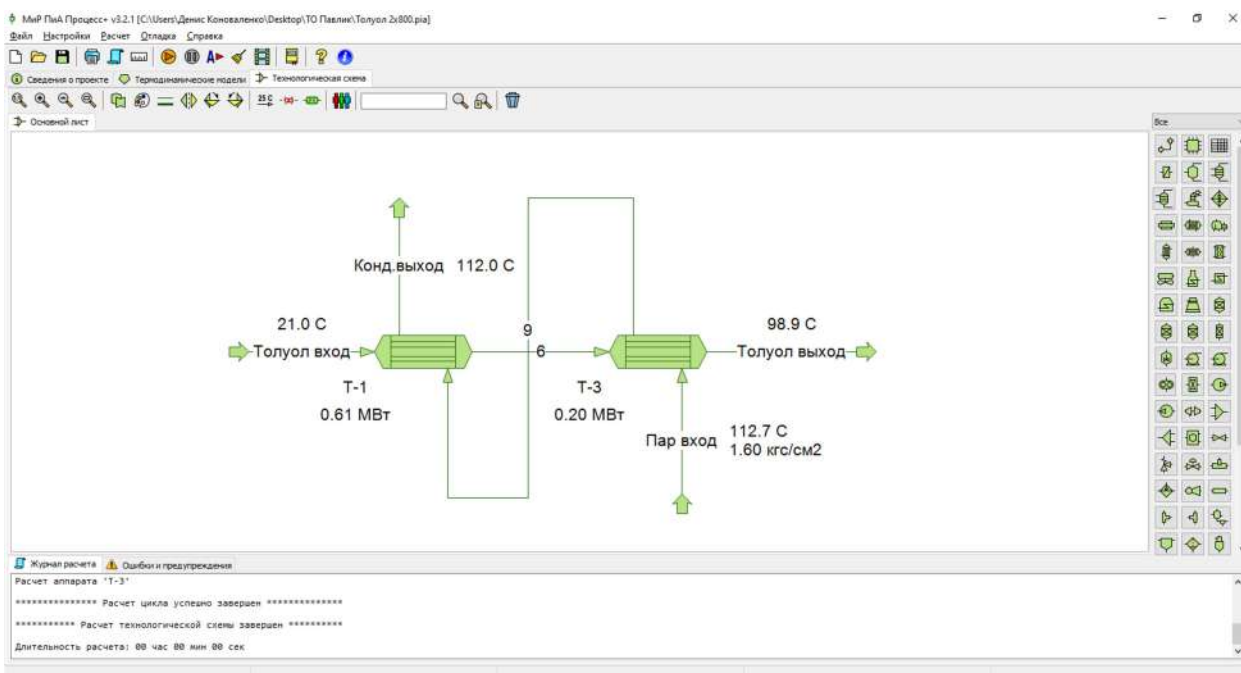 МиР ПиА Процесс+ v3.2.1 [C:\Users\Денис Коноваленко\Desktop\ТО Павлик\Толуол 2x800.pia]
Файл Настройки Расчет Отладка Справка
Сведения о проекте Термодинамические модели Технологическая схема
25 C
Основной лист
Все
Конд.выход 112.0 C
21.0 C
Толуол вход
9
6
98.9 C
Толуол выход
Т-1
0.61 МВт
Т-3
0.20 МВт
Пар вход
112.7 C
1.60 кгс/см2
Журнал расчета Ошибки и предупреждения
Расчет аппарата 'Т-3'
*************** Расчет цикла успешно завершен **************
*********** Расчет технологической схемы завершен **********
Длительность расчета: 00 час 00 мин 00 сек